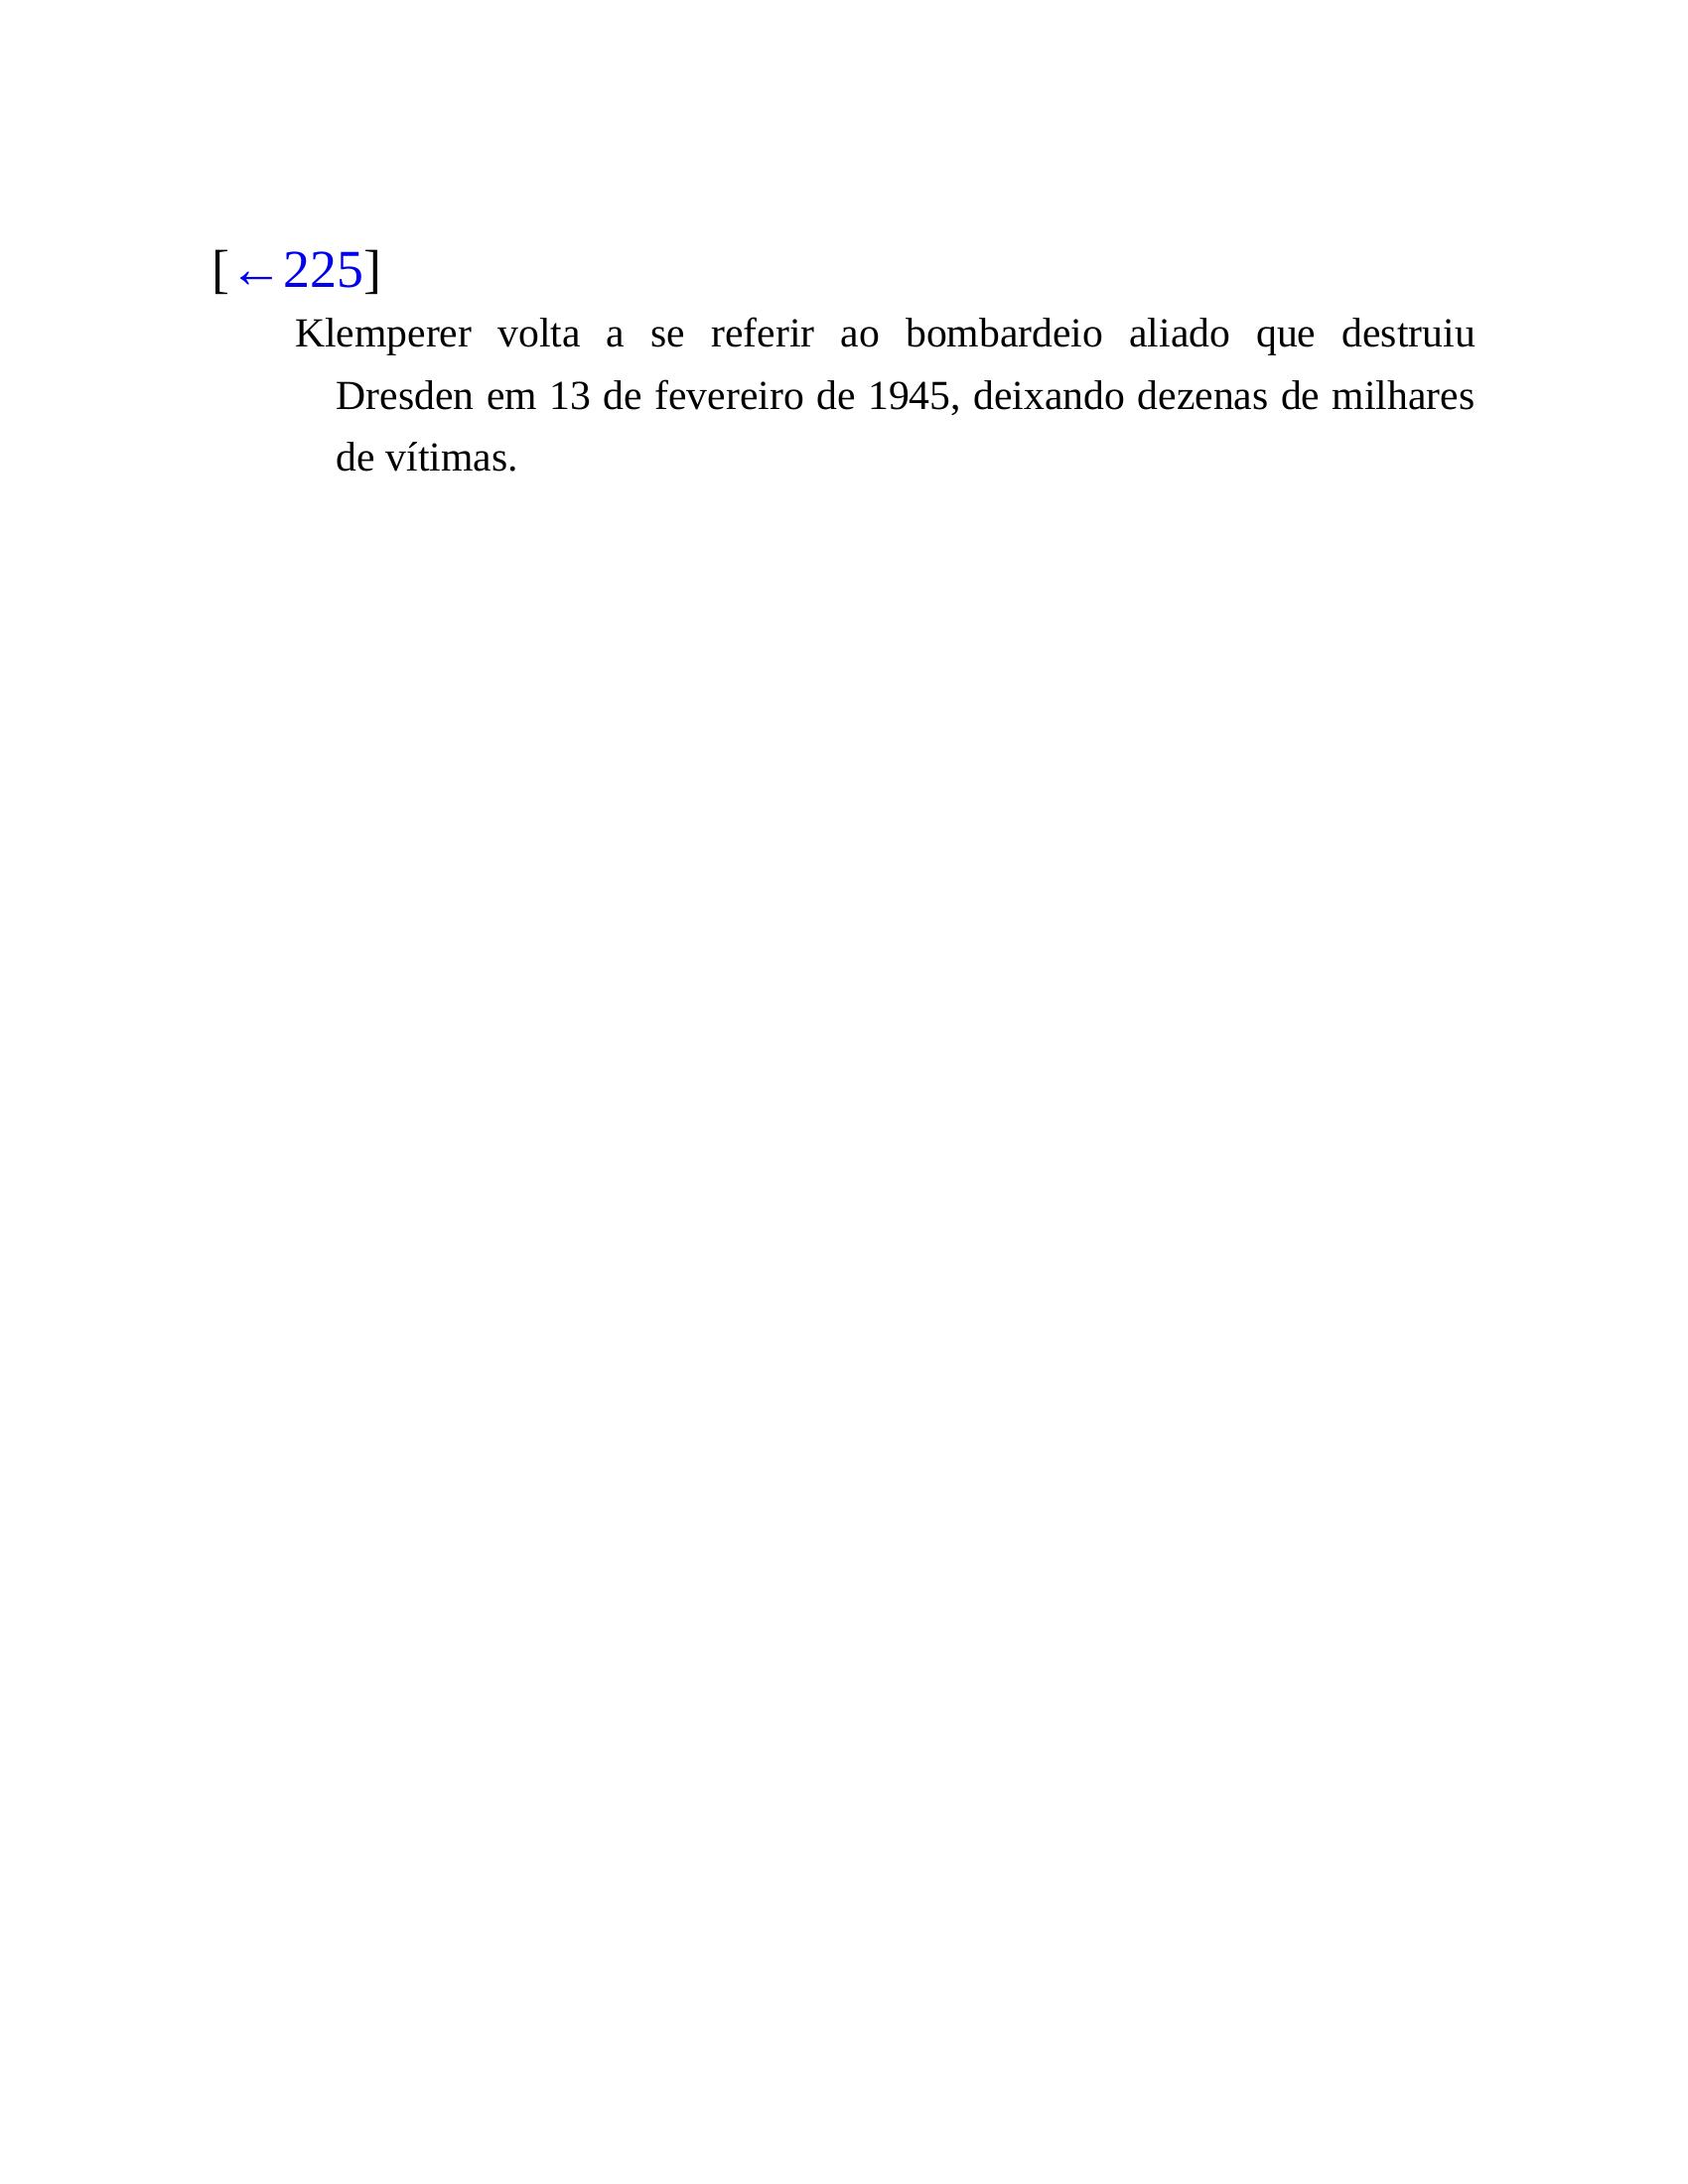 [←225]
Klemperer volta a se referir ao bombardeio aliado que destruiu
Dresden em 13 de fevereiro de 1945, deixando dezenas de milhares
de vítimas.